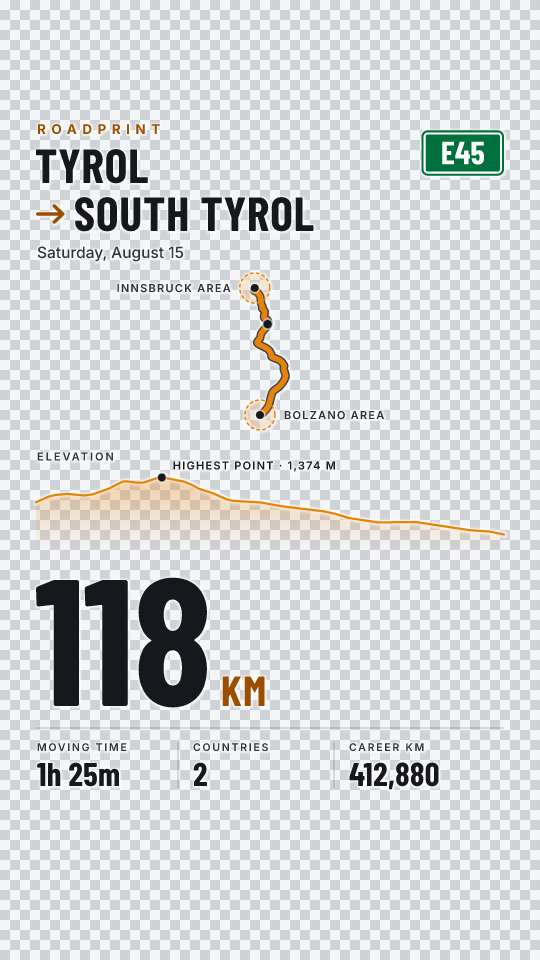 ROADPRINT
E45
TYROL
→ SOUTH TYROL
Saturday, August 15
INNSBRUCK AREA
BOLZANO AREA
ELEVATION
HIGHEST POINT · 1,374 M
118 KM
MOVING TIME COUNTRIES CAREER KM
1h 25m 2 412,880